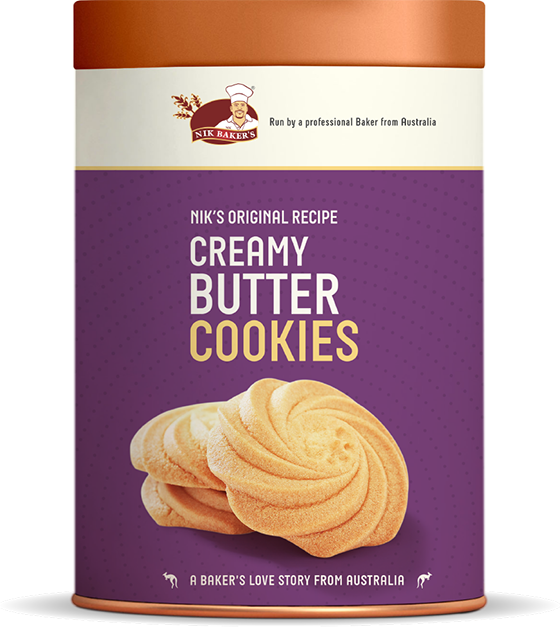 NIK BAKER'S
Run by a professional Baker from Australia
NIK'S ORIGINAL RECIPE
CREAMY
BUTTER
COOKIES
A BAKER'S LOVE STORY FROM AUSTRALIA